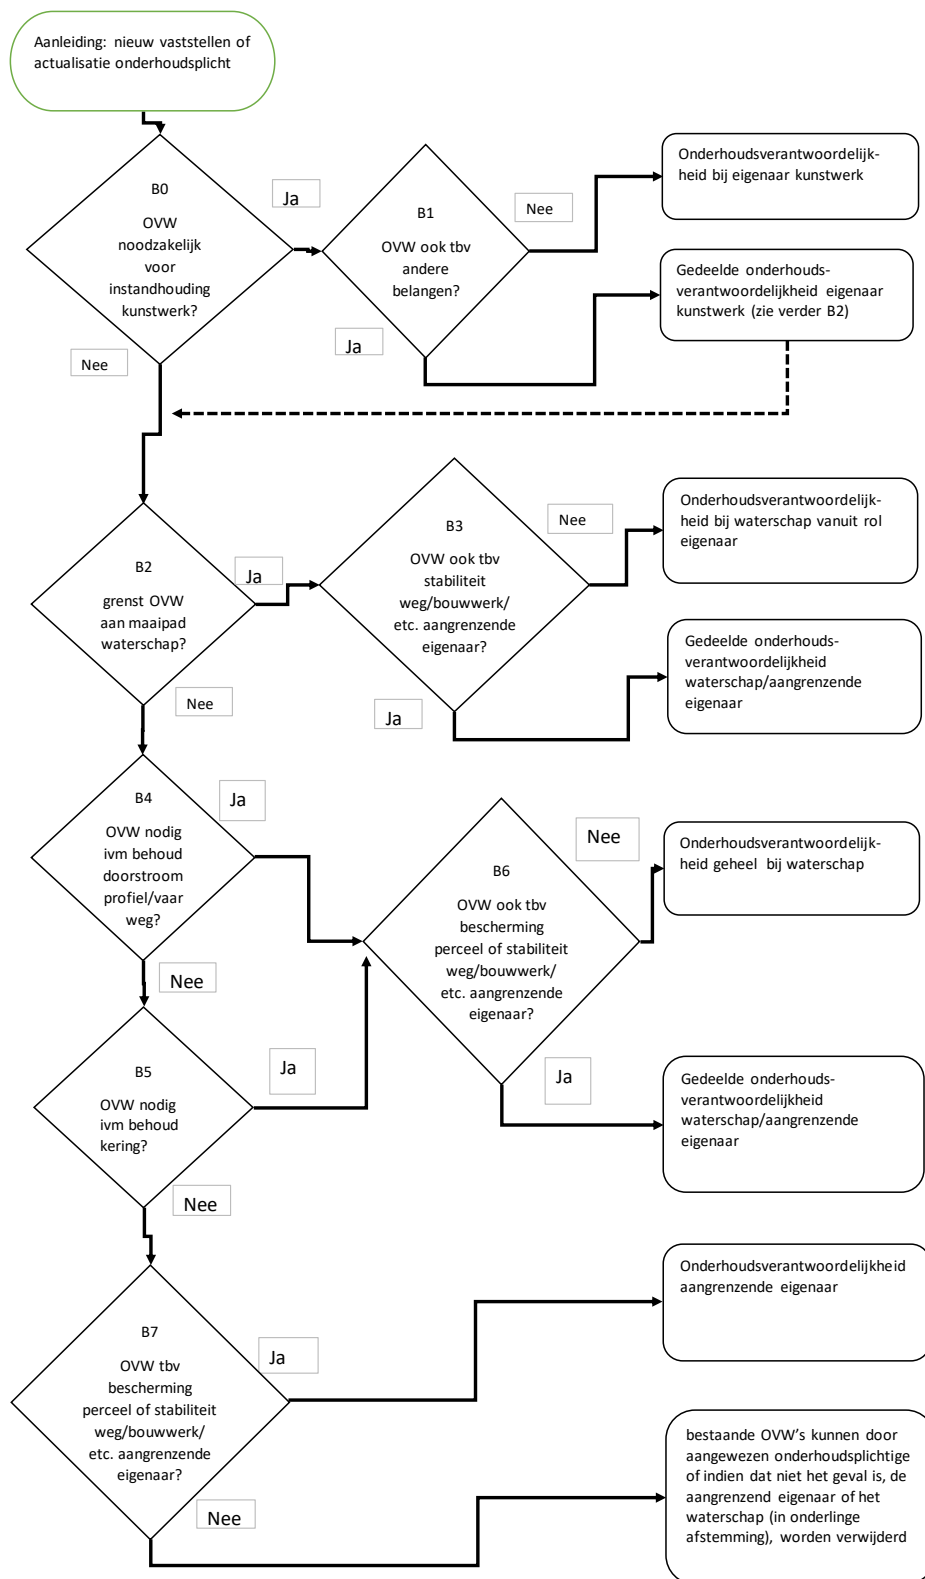 Aanleiding: nieuw vaststellen of
actualisatie onderhoudsplicht
B0
OVW
noodzakelijk
voor
instandhouding
kunstwerk?
Ja
Nee
B1
OVW ook tbv
andere
belangen?
Nee
Ja
Onderhoudsverantwoordelijk-
heid bij eigenaar kunstwerk
Gedeelde onderhouds-
verantwoordelijkheid eigenaar
kunstwerk (zie verder B2)
B2
grenst OVW
aan maaipad
waterschap?
Ja
Nee
B3
OVW ook tbv
stabiliteit
weg/bouwwerk/
etc. aangrenzende
eigenaar?
Nee
Ja
Onderhoudsverantwoordelijk-
heid bij waterschap vanuit rol
eigenaar
Gedeelde onderhouds-
verantwoordelijkheid
waterschap/aangrenzende
eigenaar
B4
OVW nodig
ivm behoud
doorstroom
profiel/vaar
weg?
Ja
Nee
B6
OVW ook tbv
bescherming
perceel of stabiliteit
weg/bouwwerk/
etc. aangrenzende
eigenaar?
Nee
Ja
Onderhoudsverantwoordelijk-
heid geheel bij waterschap
B5
OVW nodig
ivm behoud
kering?
Ja
Nee
Gedeelde onderhouds-
verantwoordelijkheid
waterschap/aangrenzende
eigenaar
B7
OVW tbv
bescherming
perceel of stabiliteit
weg/bouwwerk/
etc. aangrenzende
eigenaar?
Ja
Nee
Onderhoudsverantwoordelijkheid
aangrenzende eigenaar
bestaande OVW's kunnen door
aangewezen onderhoudsplichtige
of indien dat niet het geval is, de
aangrenzend eigenaar of het
waterschap (in onderlinge
afstemming), worden verwijderd